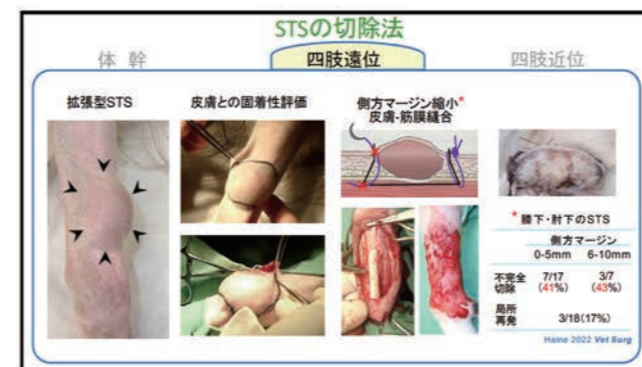 STSの切除法
体 幹
四肢遠位
四肢近位
拡張型STS
皮膚との固着性評価
側方マージン縮小*
皮膚-筋膜縫合
*膝下・肘下のSTS
側方マージン
0-5mm 6-10mm
不完全切除 7/17(41%) 3/7(43%)
局所再発 3/18(17%)
Haine 2022 Vet Surg